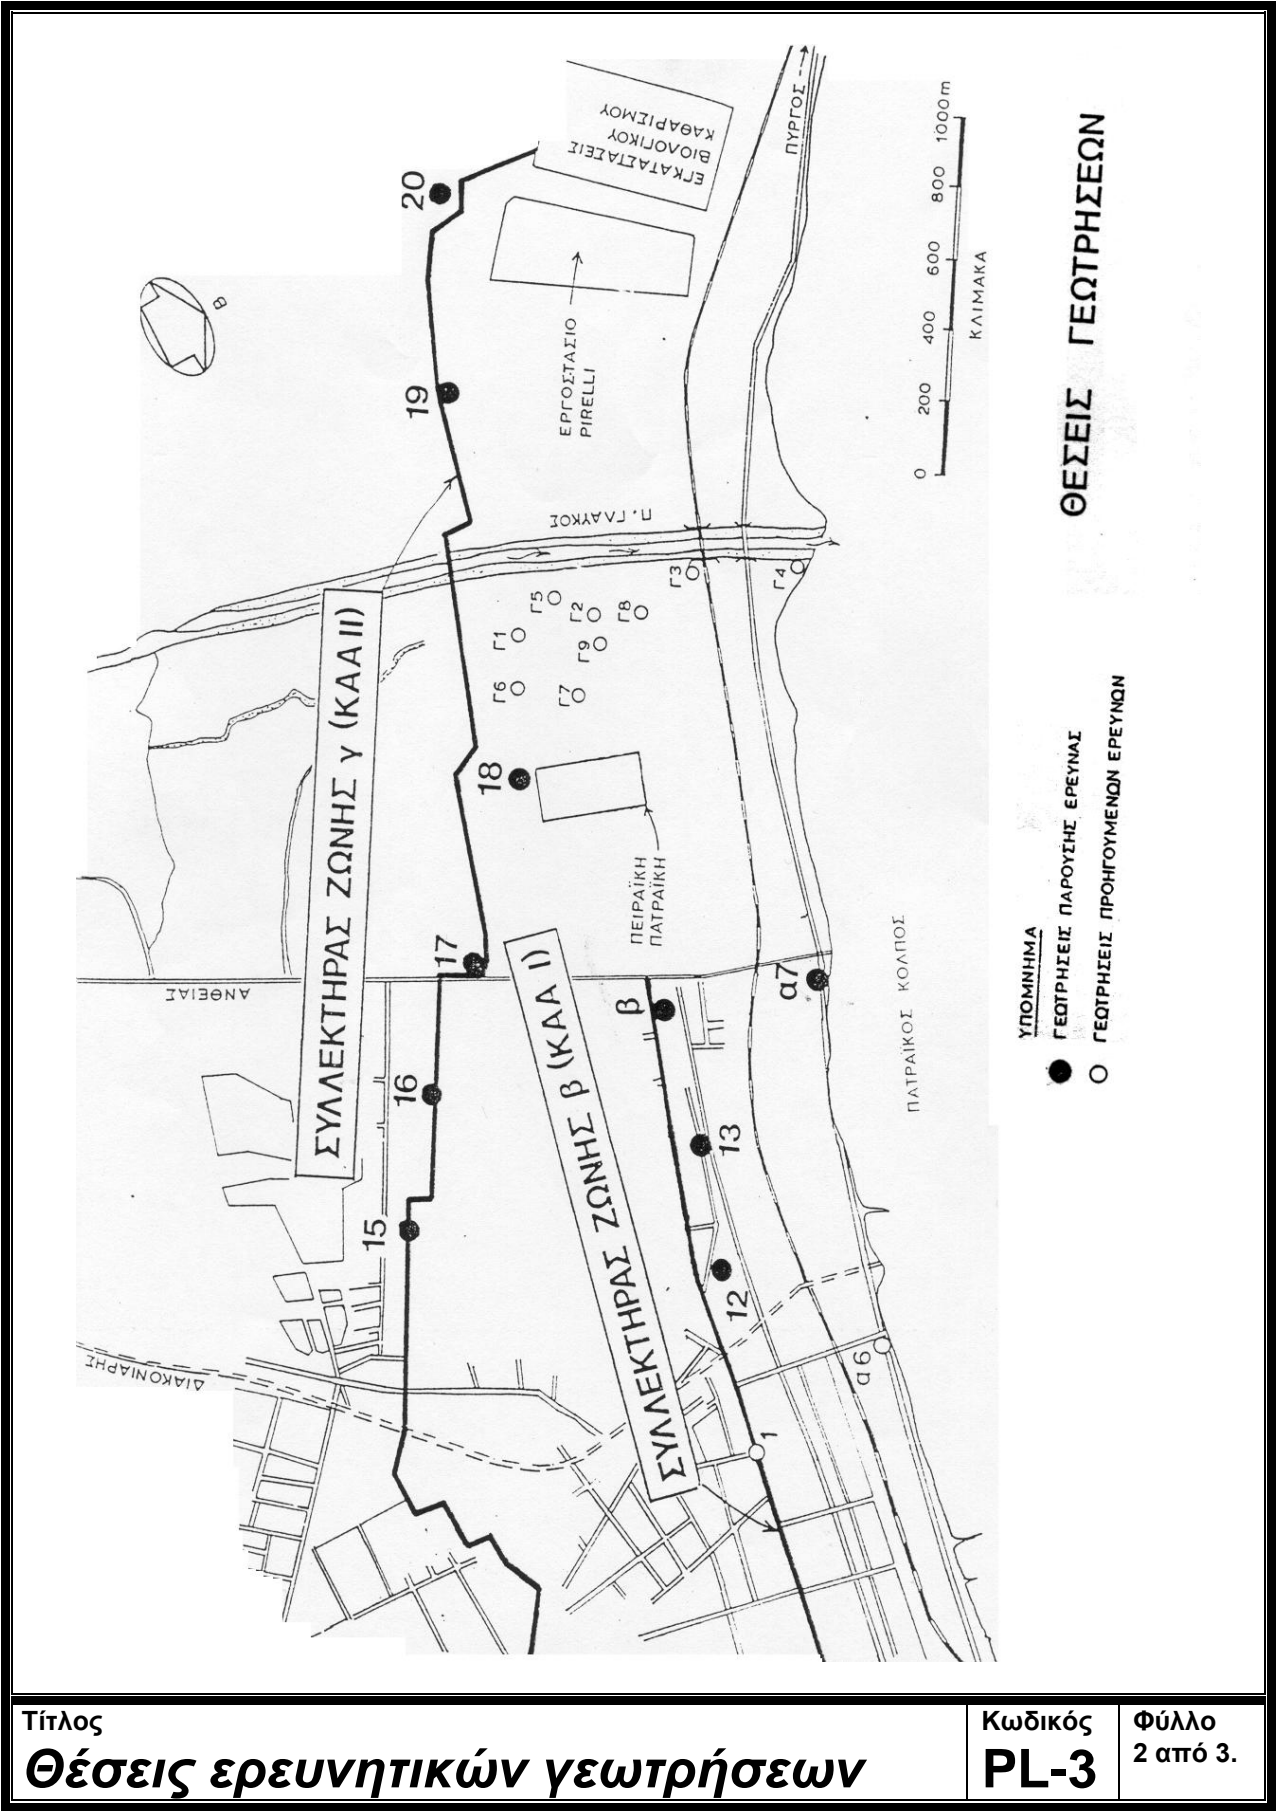 ΕΓΚΑΤΑΣΤΑΣΕΙΣ
ΒΙΟΛΟΓΙΚΟΥ
ΚΑΘΑΡΙΣΜΟΥ
ΠΥΡΓΟΣ
20
Β
ΕΡΓΟΣΤΑΣΙΟ
PIRELLI
19
Π. ΓΛΑΥΚΟΣ
0 200 400 600 800 1000m
ΚΛΙΜΑΚΑ
ΘΕΣΕΙΣ ΓΕΩΤΡΗΣΕΩΝ
Γ3
Γ4
Γ5
Γ2
Γ8
Γ1
Γ9
Γ6
Γ7
ΣΥΛΛΕΚΤΗΡΑΣ ΖΩΝΗΣ γ (ΚΑΑ ΙΙ)
18
ΠΕΙΡΑΪΚΗ
ΠΑΤΡΑΪΚΗ
17
ΑΝΘΕΙΑΣ
α7
β
ΠΑΤΡΑΪΚΟΣ ΚΟΛΠΟΣ
16
13
15
12
ΣΥΛΛΕΚΤΗΡΑΣ ΖΩΝΗΣ β (ΚΑΑ Ι)
ΔΙΑΚΟΝΙΑΡΗΣ
α6
1
ΥΠΟΜΝΗΜΑ
ΓΕΩΤΡΗΣΕΙΣ ΠΑΡΟΥΣΗΣ ΕΡΕΥΝΑΣ
ΓΕΩΤΡΗΣΕΙΣ ΠΡΟΗΓΟΥΜΕΝΩΝ ΕΡΕΥΝΩΝ
Τίτλος
Θέσεις ερευνητικών γεωτρήσεων
Κωδικός
PL-3
Φύλλο
2 από 3.